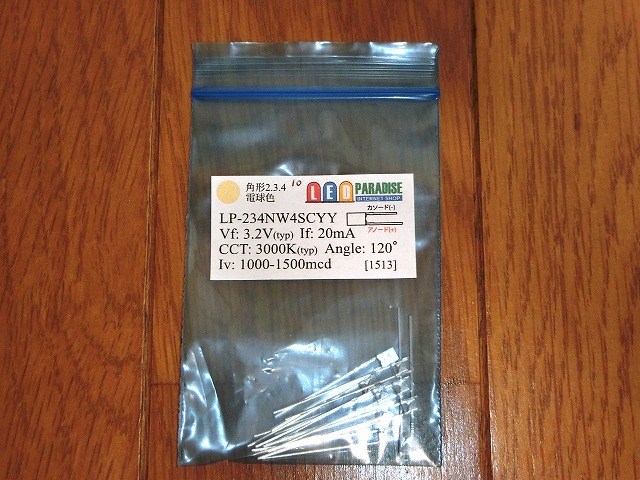 角形2.3.4 10
電球色
LED PARADISE
INTERNET SHOP
カソード(-)
アノード(+)
LP-234NW4SCYY
Vf: 3.2V(typ) If: 20mA
CCT: 3000K(typ) Angle: 120°
Iv: 1000-1500mcd [1513]